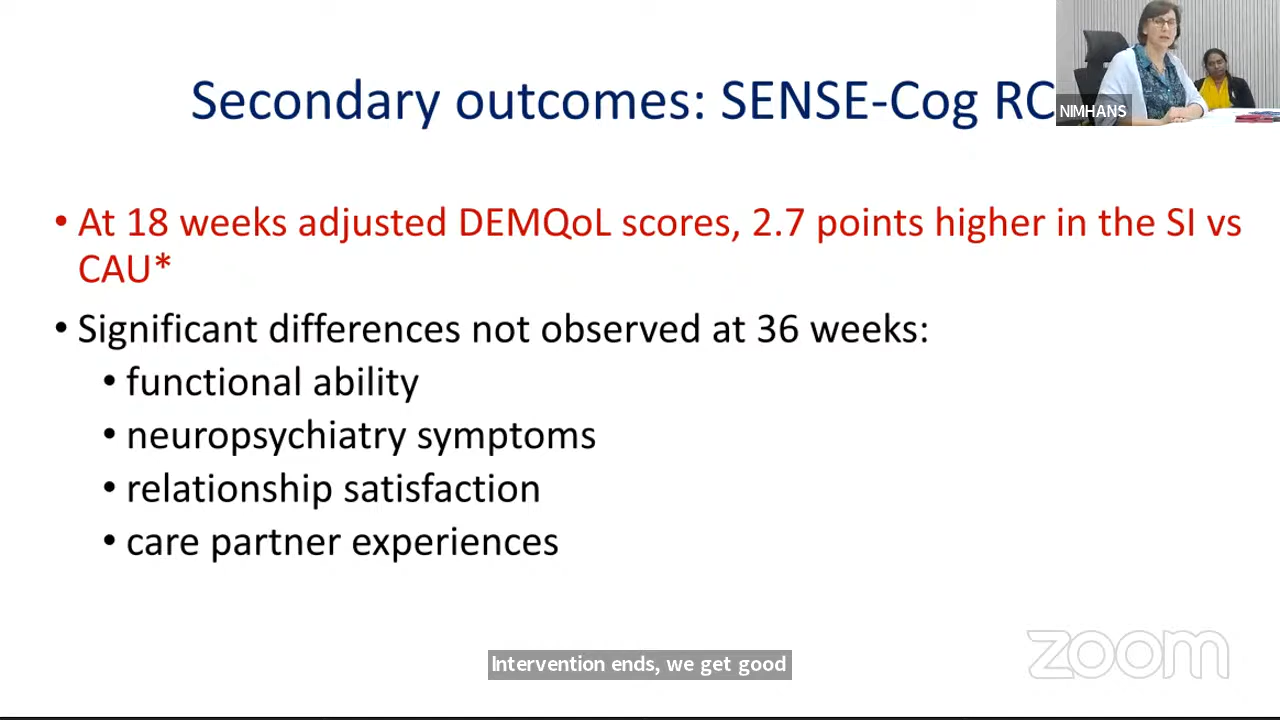 Secondary outcomes: SENSE-Cog RC
NIMHANS
• At 18 weeks adjusted DEMQoL scores, 2.7 points higher in the SI vs
CAU*
• Significant differences not observed at 36 weeks:
• functional ability
• neuropsychiatry symptoms
• relationship satisfaction
• care partner experiences
Intervention ends, we get good
zoom